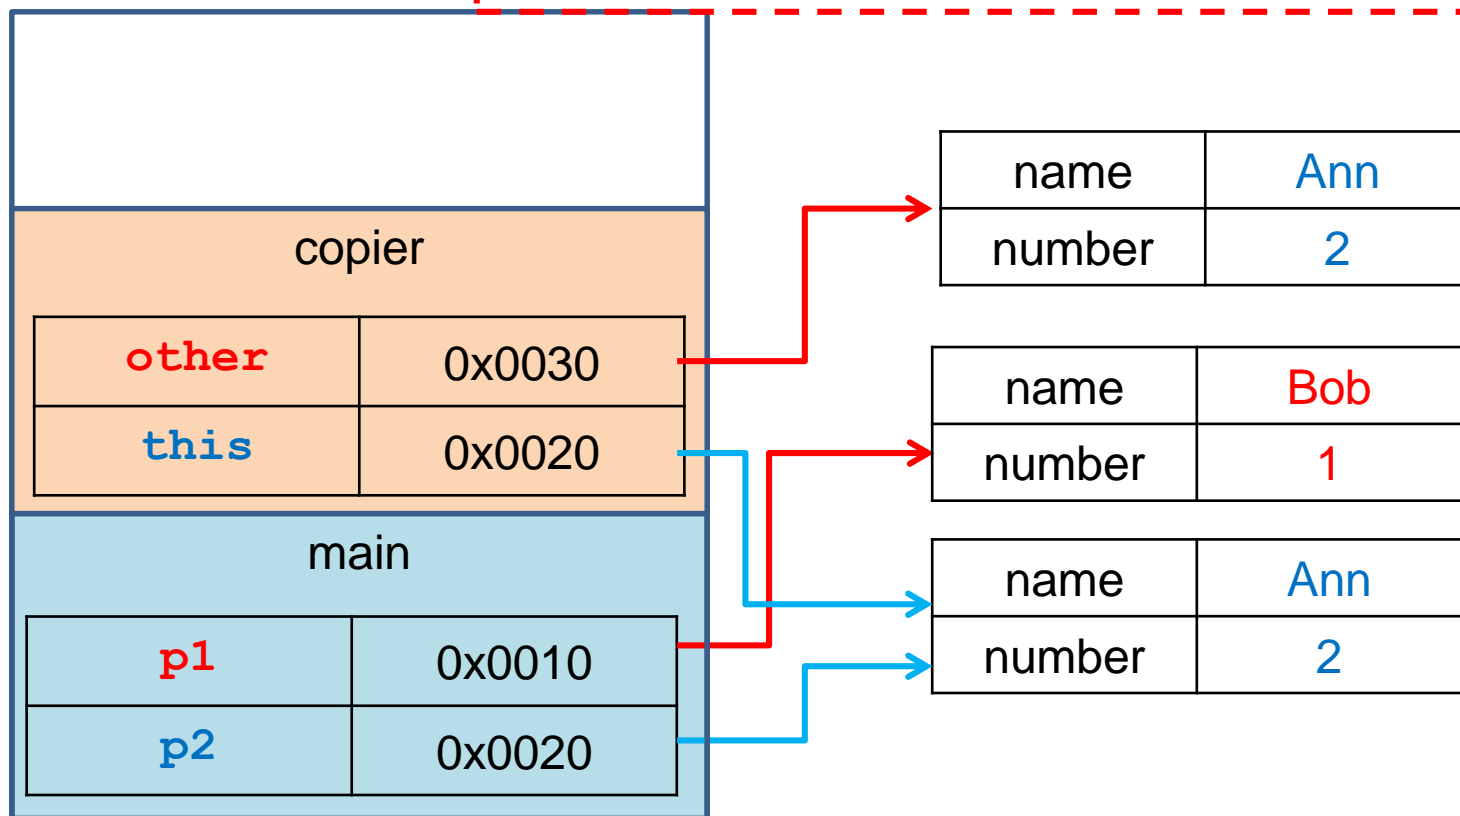 copier
other 0x0030
this 0x0020
main
p1 0x0010
p2 0x0020
name Ann
number 2
name Bob
number 1
name Ann
number 2